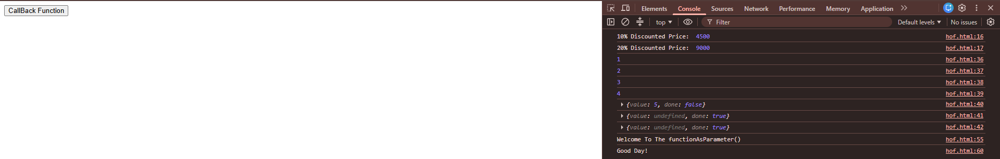 CallBack Function
Elements Console Sources Network Performance Memory Application
top Filter Default levels No issues
10% Discounted Price: 4500 hof.html:16
20% Discounted Price: 9000 hof.html:17
1 hof.html:36
2 hof.html:37
3 hof.html:38
4 hof.html:39
{value: 5, done: false} hof.html:40
{value: undefined, done: true} hof.html:41
{value: undefined, done: true} hof.html:42
Welcome To The functionAsParameter() hof.html:55
Good Day! hof.html:60